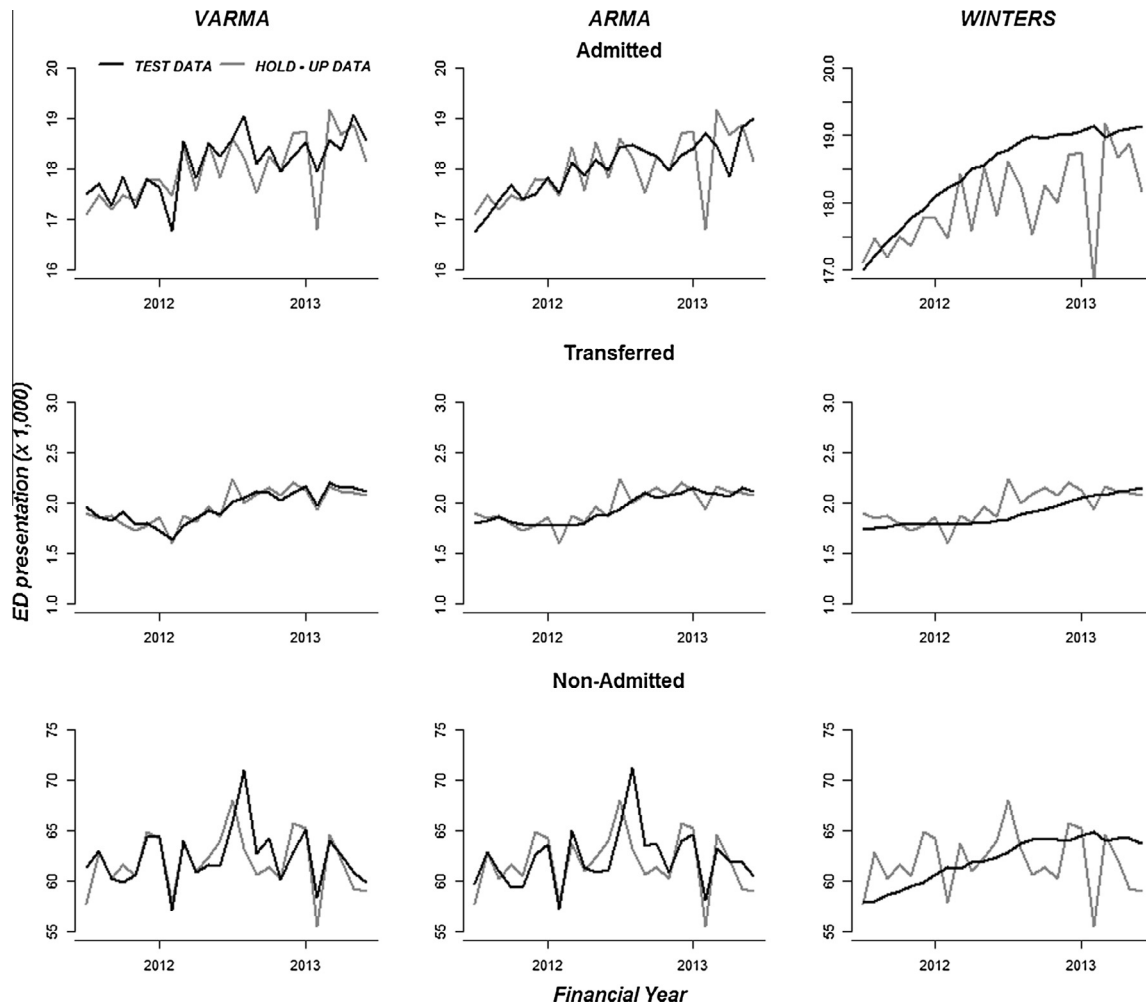 VARMA ARMA WINTERS
Admitted
TEST DATA HOLD - UP DATA
20 19 18 17 16
2012 2013
20 19 18 17 16
2012 2013
20.0 19.0 18.0 17.0
2012 2013
Transferred
ED presentation (x 1,000)
3.0 2.5 2.0 1.5 1.0
2012 2013
3.0 2.5 2.0 1.5 1.0
2012 2013
3.0 2.5 2.0 1.5 1.0
2012 2013
Non-Admitted
75 70 65 60 55
2012 2013
75 70 65 60 55
2012 2013
75 70 65 60 55
2012 2013
Financial Year